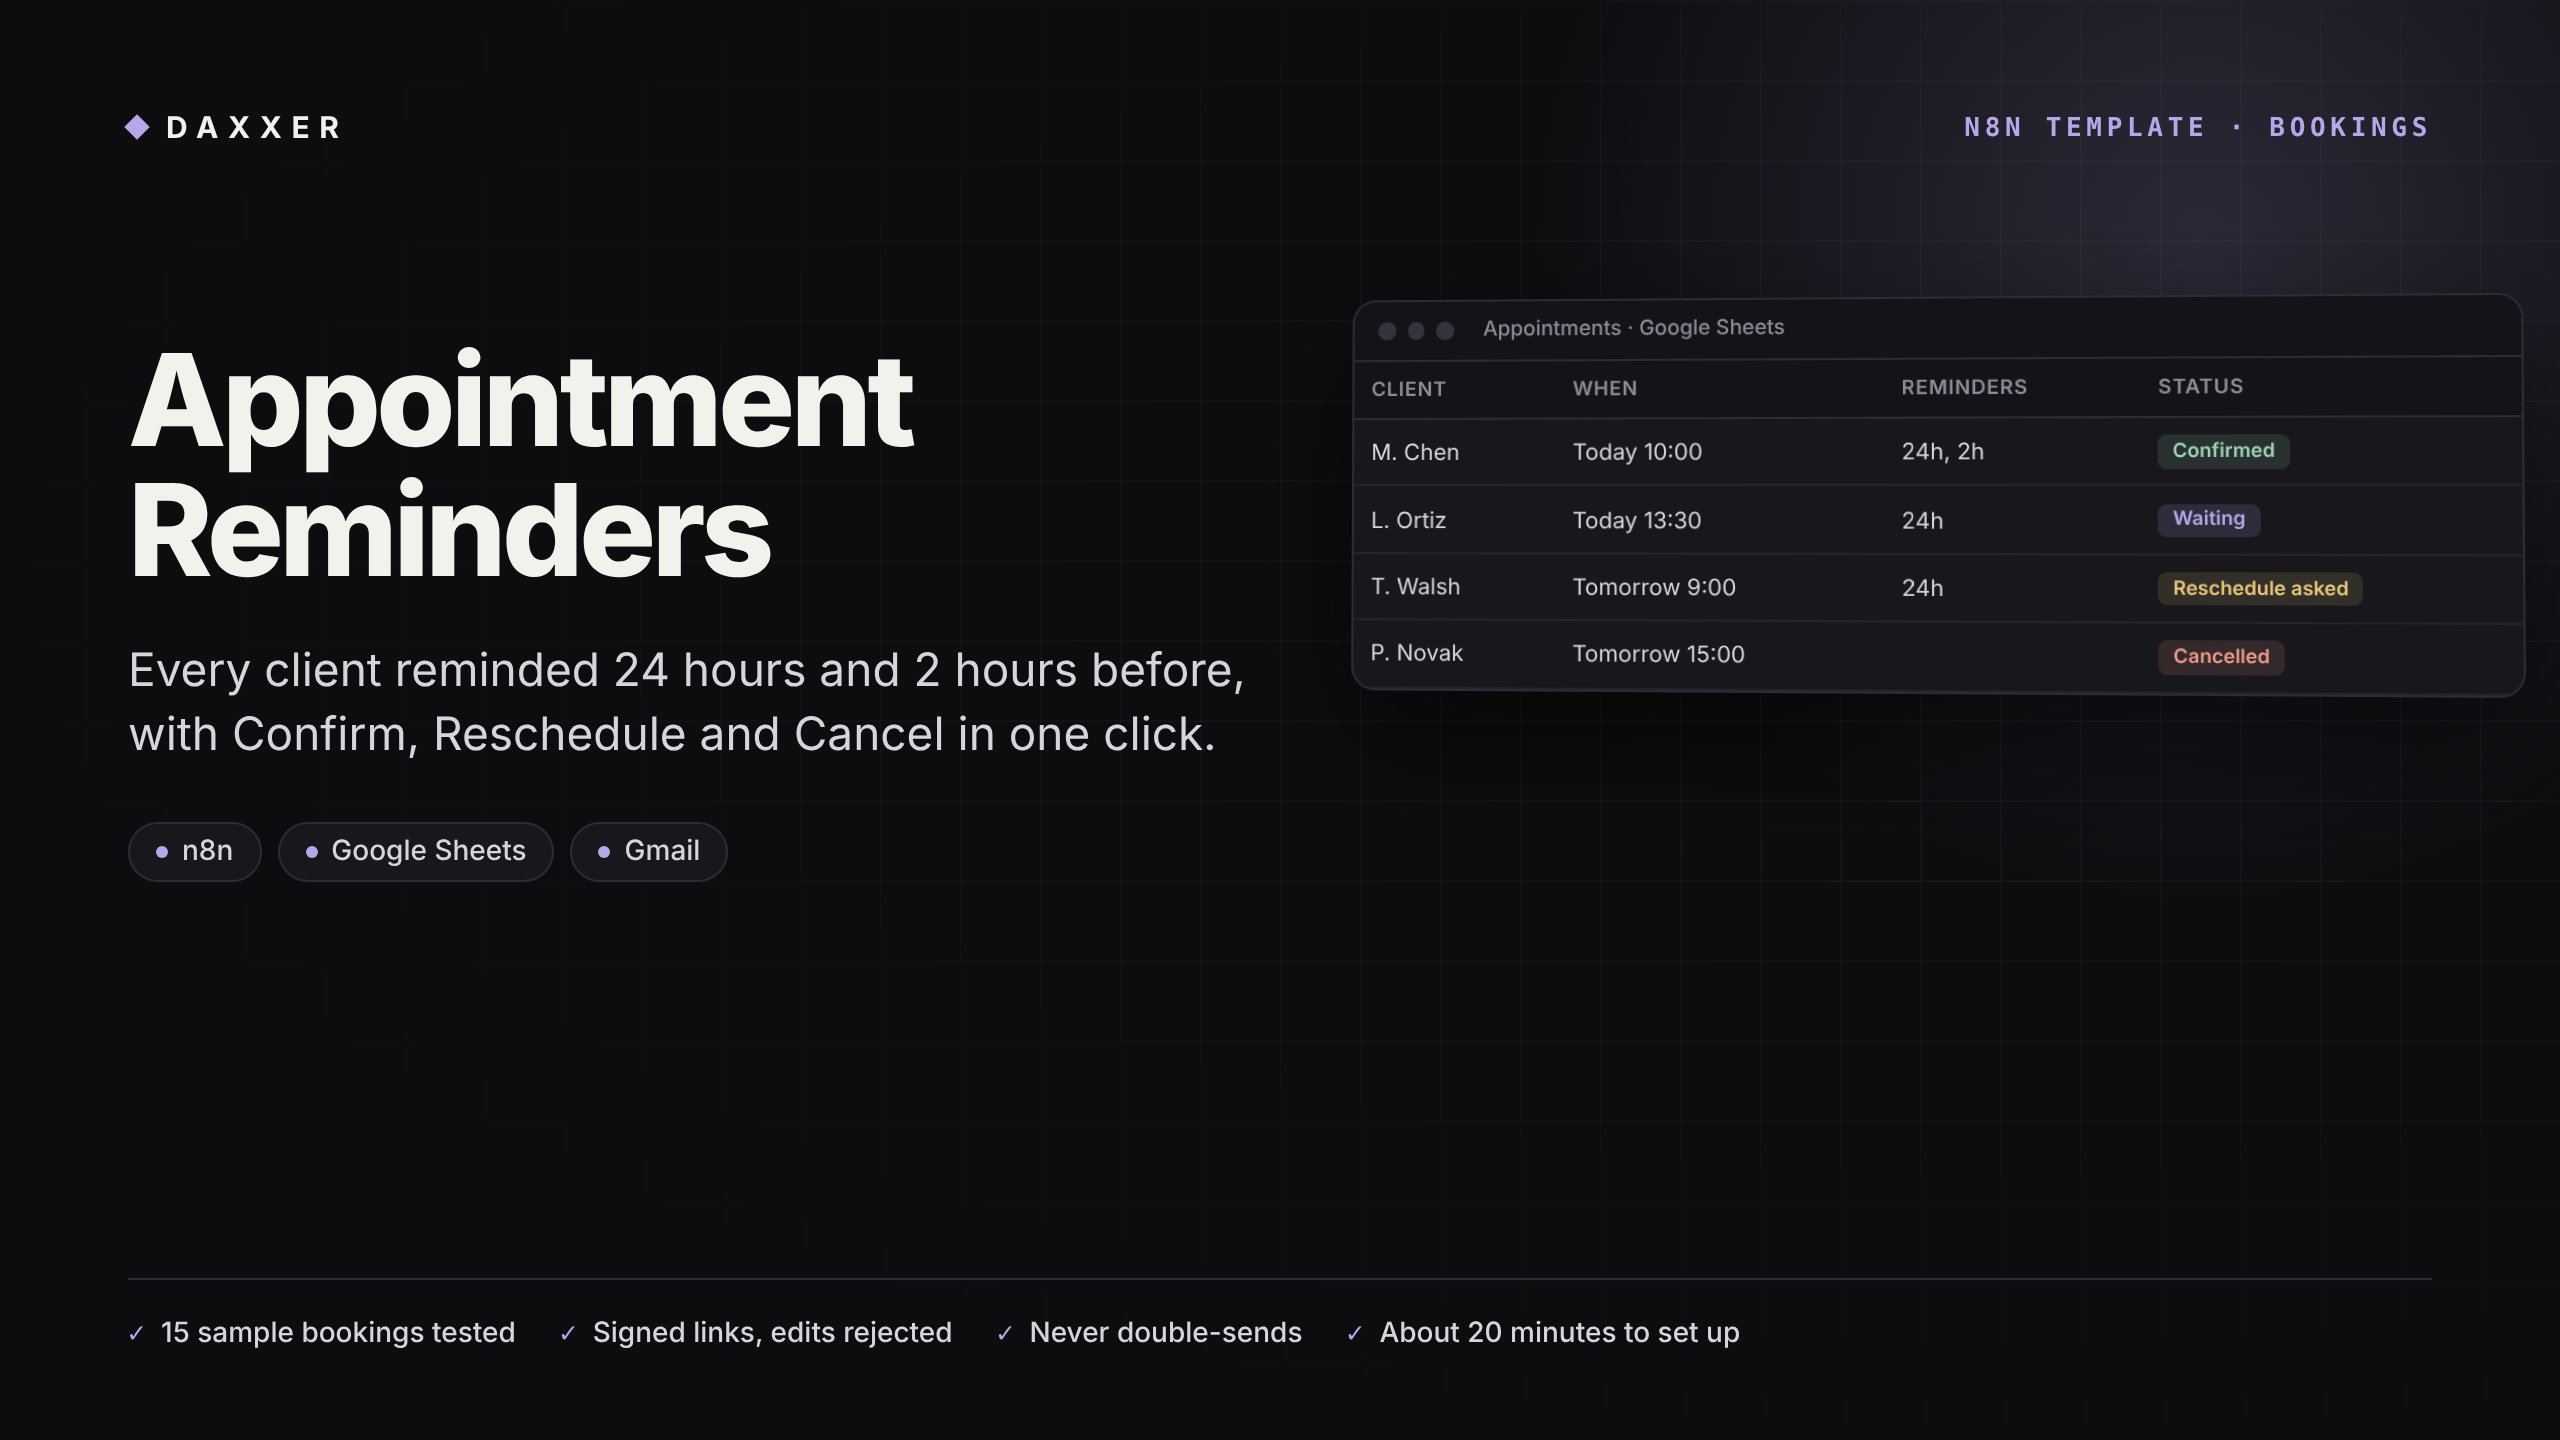 DAXXER
N8N TEMPLATE · BOOKINGS
Appointment
Reminders
Every client reminded 24 hours and 2 hours before,
with Confirm, Reschedule and Cancel in one click.
n8n
Google Sheets
Gmail
Appointments · Google Sheets
CLIENT WHEN REMINDERS STATUS
M. Chen Today 10:00 24h, 2h Confirmed
L. Ortiz Today 13:30 24h Waiting
T. Walsh Tomorrow 9:00 24h Reschedule asked
P. Novak Tomorrow 15:00 Cancelled
✓ 15 sample bookings tested ✓ Signed links, edits rejected ✓ Never double-sends ✓ About 20 minutes to set up